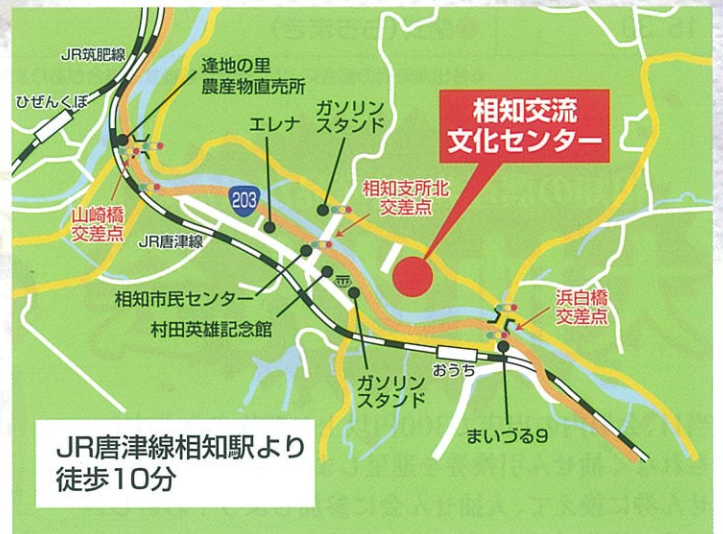 JR筑肥線
ひぜんくぼ
逢地の里
農産物直売所
エレナ
ガソリン
スタンド
相知交流
文化センター
山崎橋
交差点
203
相知支所北
交差点
JR唐津線
相知市民センター
村田英雄記念館
浜白橋
交差点
おうち
ガソリン
スタンド
まいづる9
JR唐津線相知駅より
徒歩10分